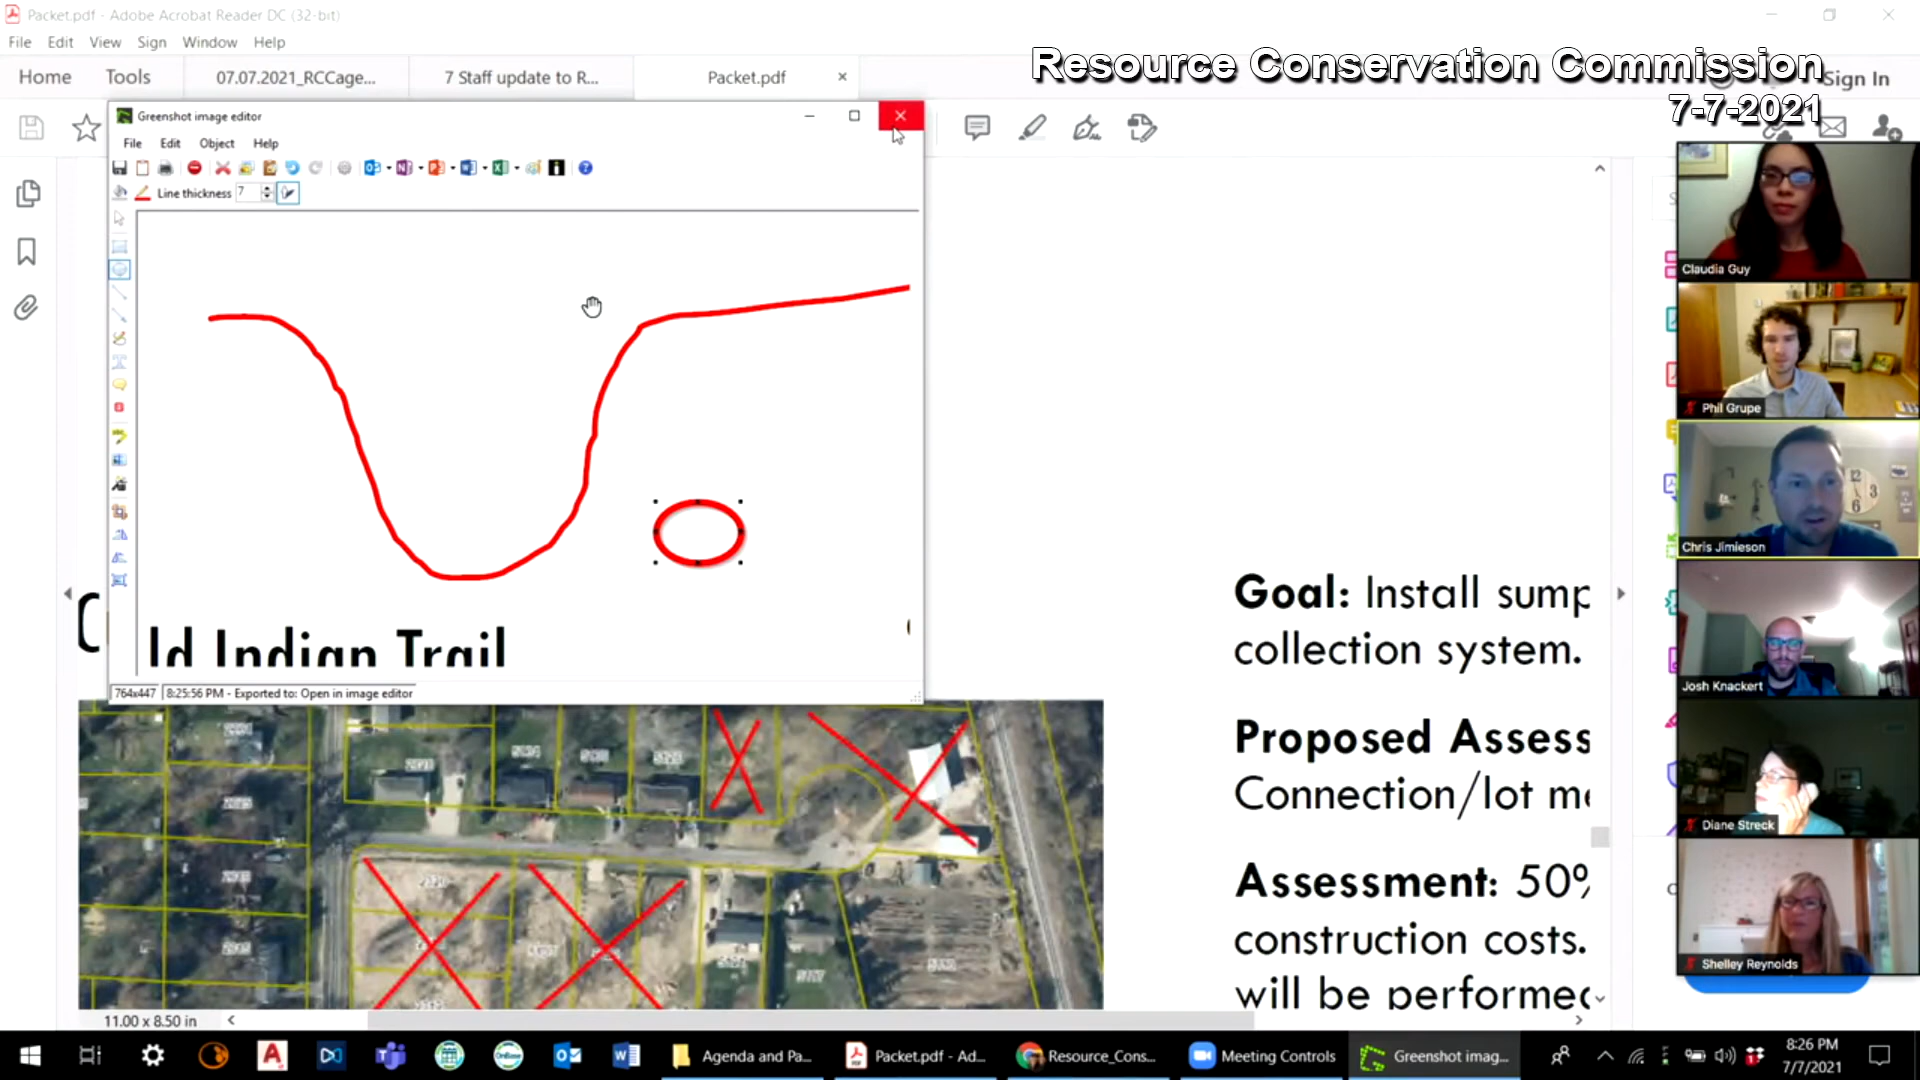 Packet.pdf - Adobe Acrobat Reader DC (32-bit)
File Edit View Sign Window Help
Resource Conservation Commission
7-7-2021
Home Tools 07.07.2021_RCCage... 7 Staff update to R... Packet.pdf Sign In
Greenshot image editor
File Edit Object Help
Line thickness 7
ld Indian Trail
764x447 8:25:56 PM - Exported to: Open in image editor
Goal: Install sump
collection system.
Proposed Assess
Connection/lot me
Assessment: 50%
construction costs.
will be performed
Claudia Guy
Phil Grupe
Chris Jimieson
Josh Knackert
Diane Streck
Shelley Reynolds
11.00 x 8.50 in
Agenda and Pa... Packet.pdf - Ad... Resource_Cons... Meeting Controls Greenshot imag...
8:26 PM
7/7/2021